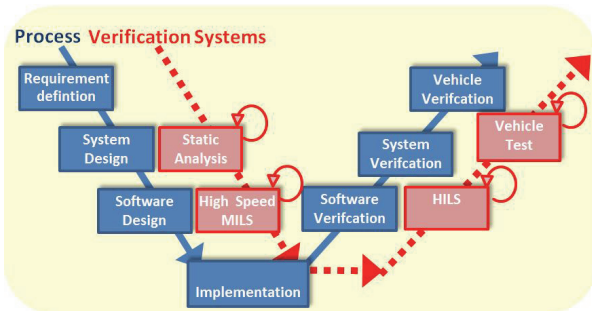 Process Verification Systems
Requirement
defintion
System
Design
Software
Design
Static
Analysis
High Speed
MILS
Implementation
Software
Verifcation
System
Verifcation
Vehicle
Verifcation
HILS
Vehicle
Test